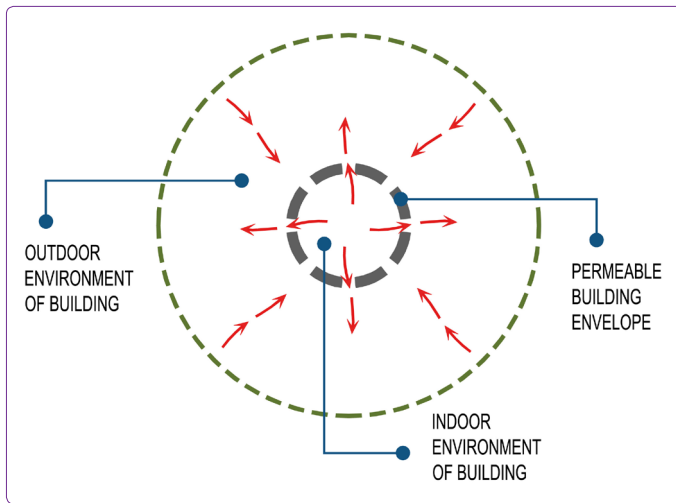 OUTDOOR
ENVIRONMENT
OF BUILDING
PERMEABLE
BUILDING
ENVELOPE
INDOOR
ENVIRONMENT
OF BUILDING